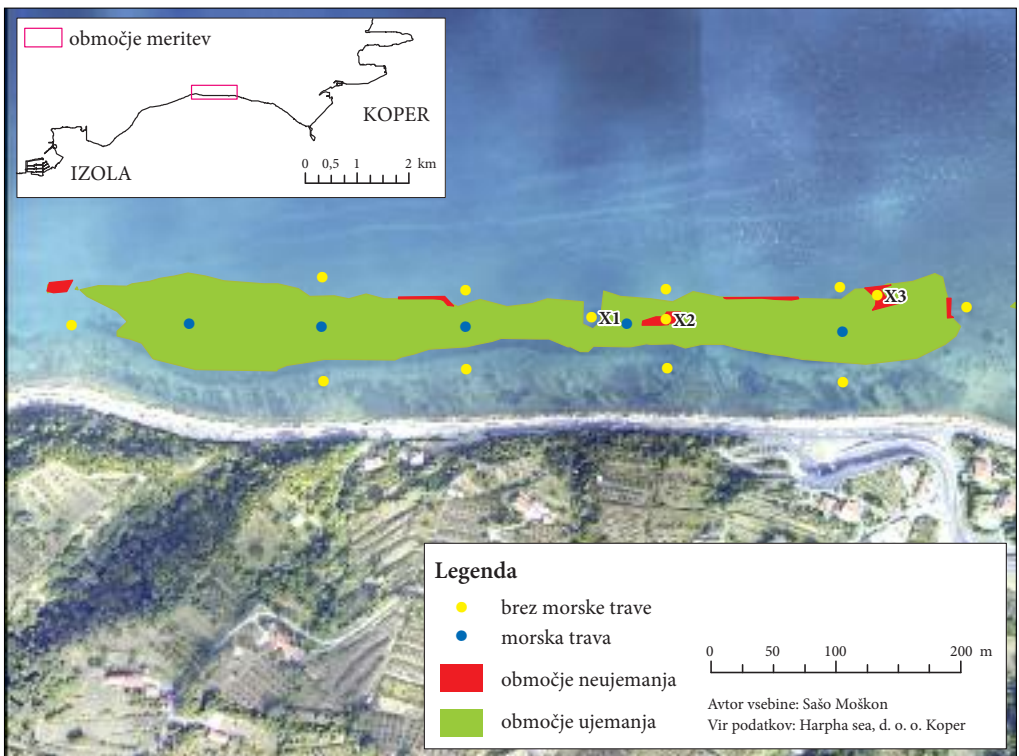 območje meritev
KOPER
IZOLA
0 0,5 1 2 km
X1
X2
X3
Legenda
brez morske trave
morska trava
območje neujemanja
območje ujemanja
0 50 100 200 m
Avtor vsebine: Sašo Moškon
Vir podatkov: Harpha sea, d. o. o. Koper